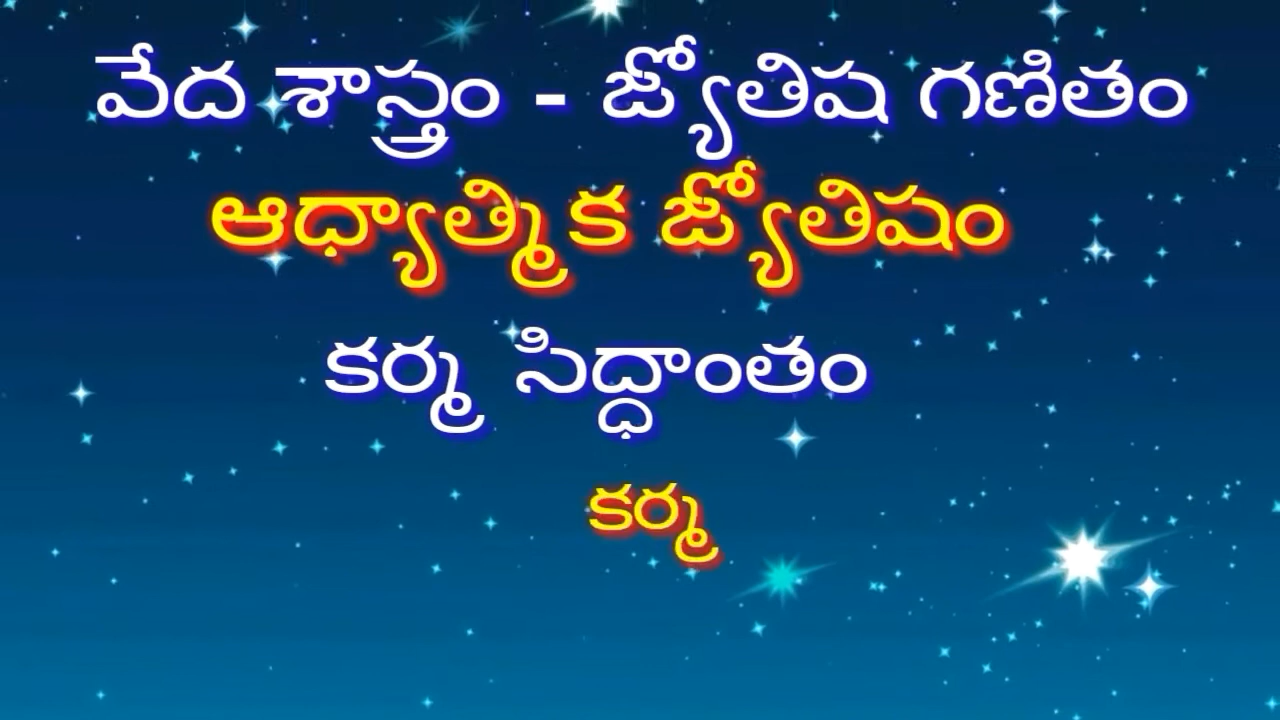 వేద శాస్త్రం - జ్యోతిష గణితం
ఆధ్యాత్మిక జ్యోతిషం
కర్మ సిద్ధాంతం
కర్మ